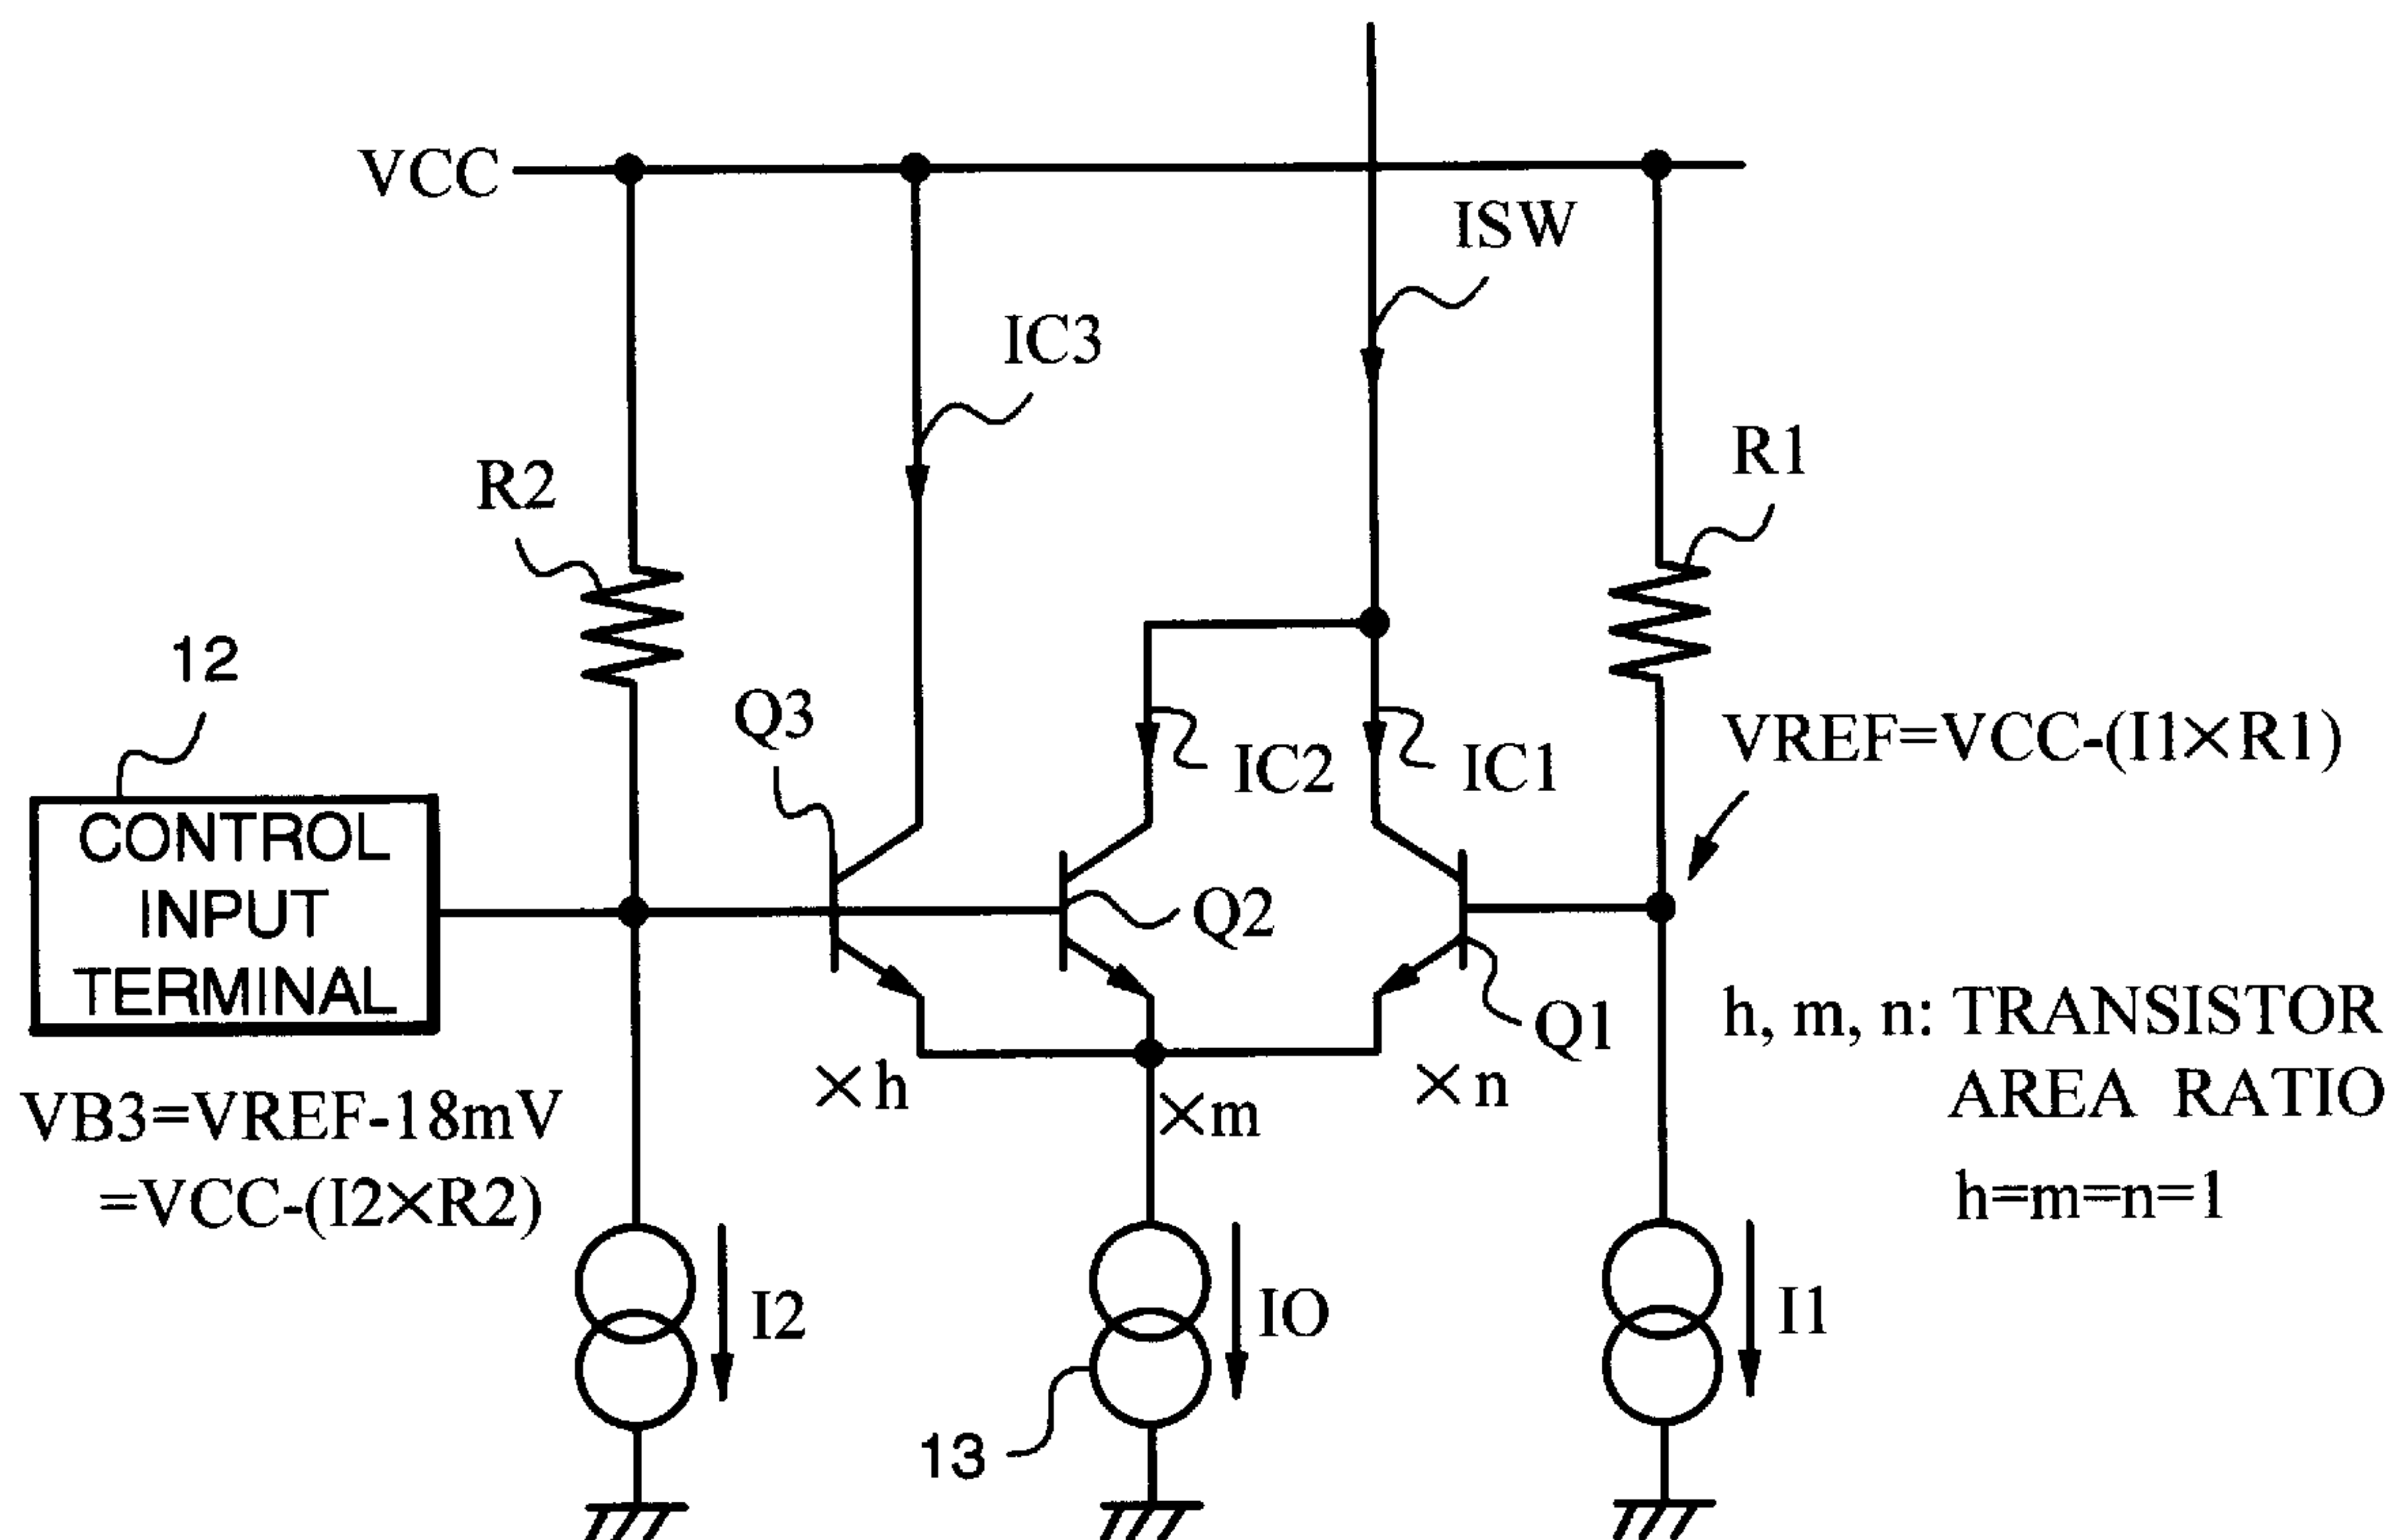 VCC
ISW
IC3
R1
R2
12
Q3
VREF=VCC-(I1×R1)
IC2
IC1
CONTROL
INPUT
TERMINAL
Q2
Q1
h, m, n: TRANSISTOR
AREA RATIO
h=m=n=1
×h
×m
×n
VB3=VREF-18mV
=VCC-(I2×R2)
I2
IO
I1
13